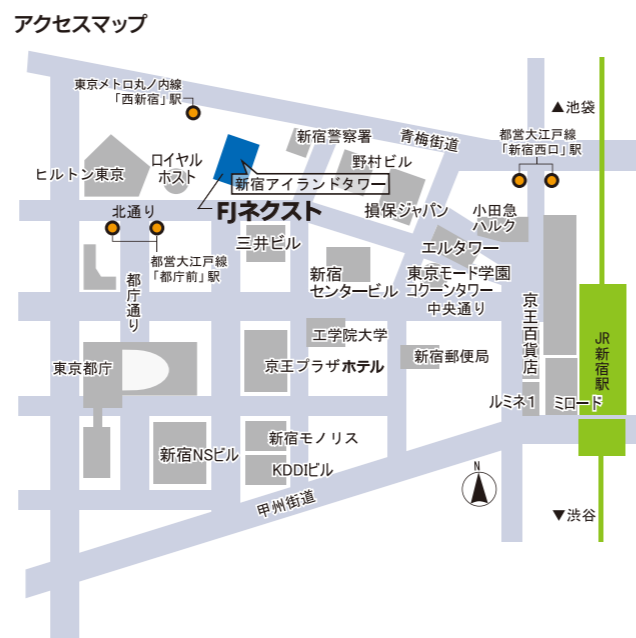 アクセスマップ
東京メトロ丸ノ内線
「西新宿」駅
▲池袋
新宿警察署
青梅街道
都営大江戸線
「新宿西口」駅
ヒルトン東京
ロイヤル
ホスト
野村ビル
新宿アイランドタワー
FJネクスト
損保ジャパン
小田急
ハルク
北通り
三井ビル
エルタワー
都営大江戸線
「都庁前」駅
新宿
センタービル
東京モード学園
コクーンタワー
中央通り
都庁通り
京王百貨店
JR新宿駅
工学院大学
東京都庁
京王プラザホテル
新宿郵便局
ルミネ1
ミロード
新宿モノリス
新宿NSビル
KDDIビル
N
甲州街道
▼渋谷